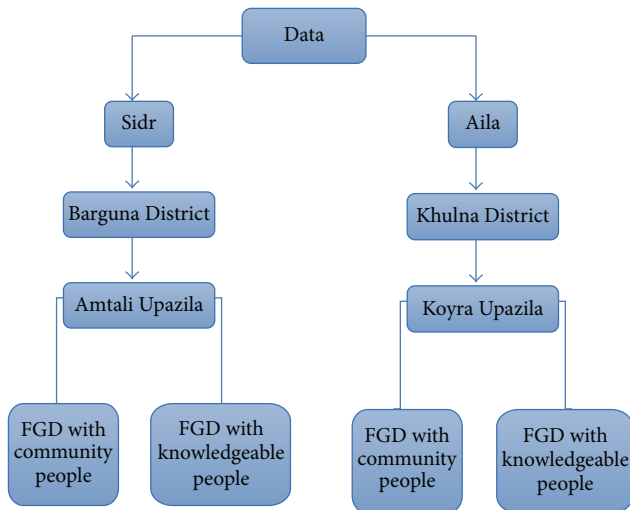 Data
Sidr
Aila
Barguna District
Khulna District
Amtali Upazila
Koyra Upazila
FGD with
community
people
FGD with
knowledgeable
people
FGD with
community
people
FGD with
knowledgeable
people